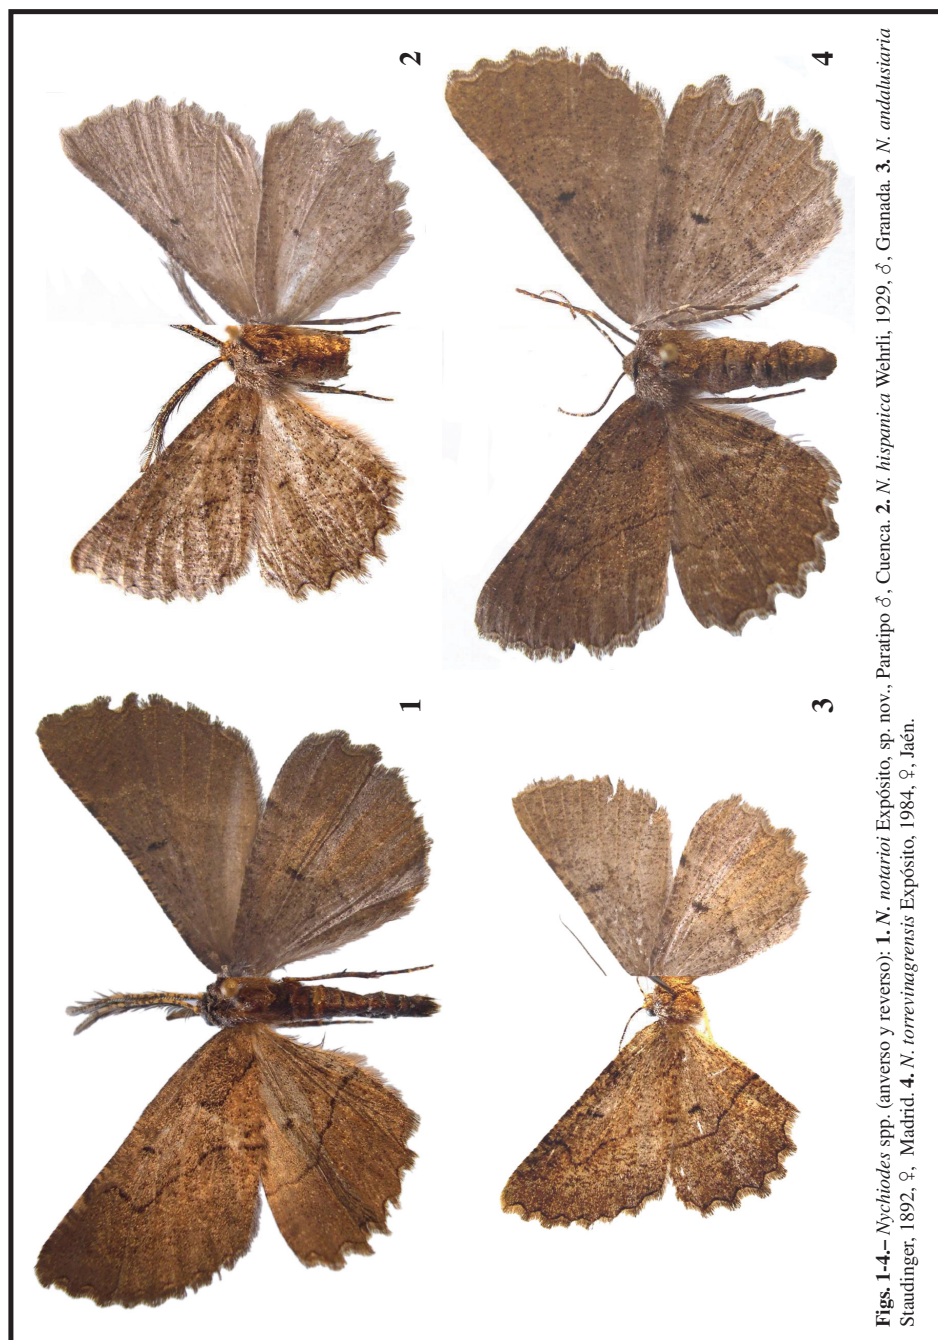 2
4
1
3
Figs. 1-4.– Nychiodes spp. (anverso y reverso): 1. N. notarioi Expósito, sp. nov., Paratipo ♂, Cuenca. 2. N. hispanica Wehrli, 1929, ♂, Granada. 3. N. andalusiaria
Staudinger, 1892, ♀, Madrid. 4. N. torrevinagrensis Expósito, 1984, ♀, Jaén.